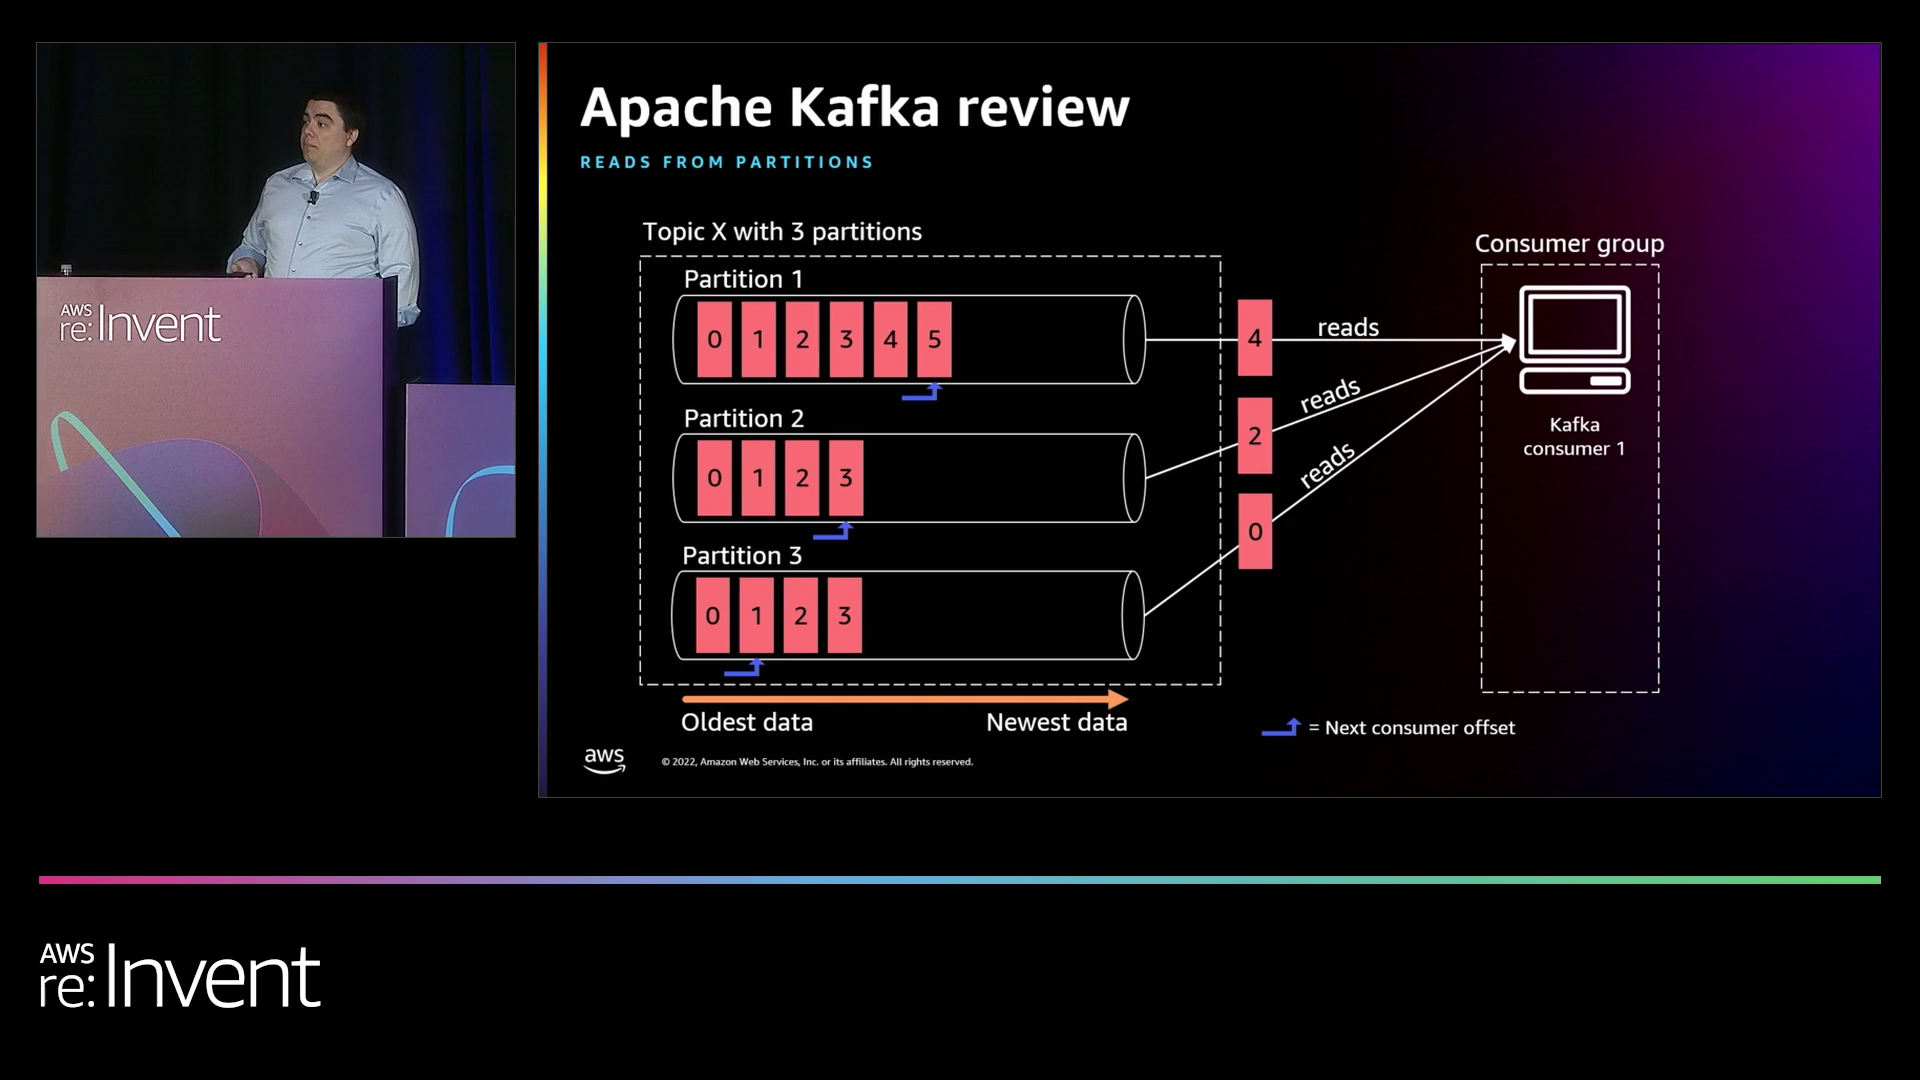 AWS
re:Invent
Apache Kafka review
READS FROM PARTITIONS
Topic X with 3 partitions
Partition 1
0 1 2 3 4 5
Partition 2
0 1 2 3
Partition 3
0 1 2 3
Oldest data
Newest data
4
reads
2
reads
0
reads
Consumer group
Kafka
consumer 1
= Next consumer offset
aws
© 2022, Amazon Web Services, Inc. or its affiliates. All rights reserved.
AWS
re:Invent